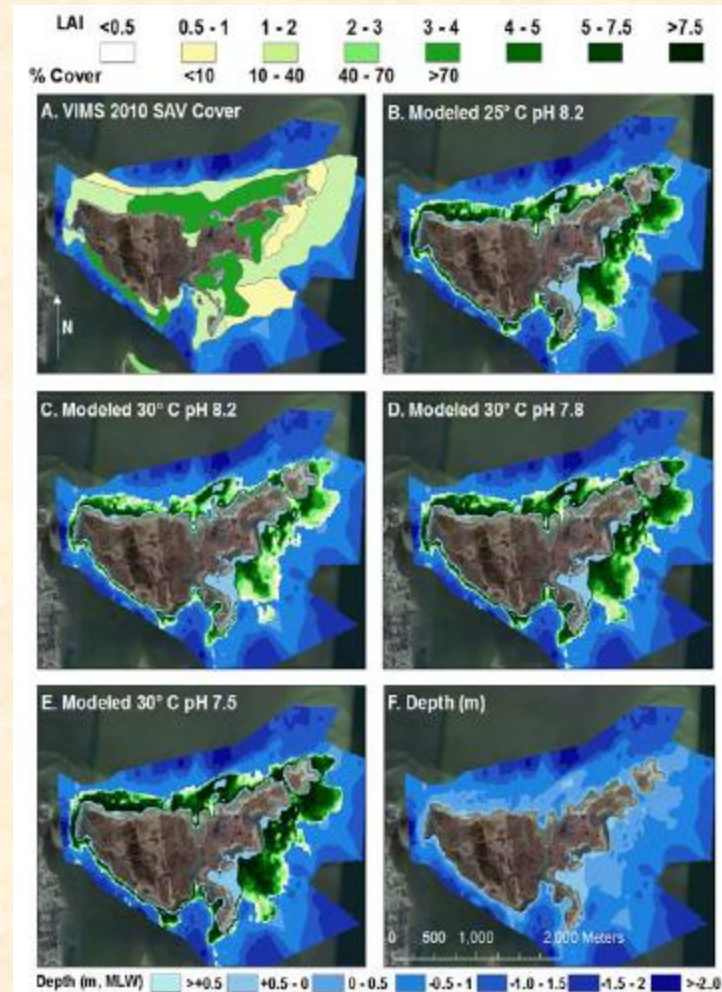 LAI <0.5 0.5 - 1 1 - 2 2 - 3 3 - 4 4 - 5 5 - 7.5 >7.5
% Cover <10 10 - 40 40 - 70 >70
A. VIMS 2010 SAV Cover
B. Modeled 25° C pH 8.2
N
C. Modeled 30° C pH 8.2
D. Modeled 30° C pH 7.8
E. Modeled 30° C pH 7.5
F. Depth (m)
0 500 1,000 2,000 Meters
Depth (m, MLW) >+0.5 +0.5 - 0 0 - 0.5 -0.5 - 1 -1.0 - 1.5 -1.5 - 2 >-2.0